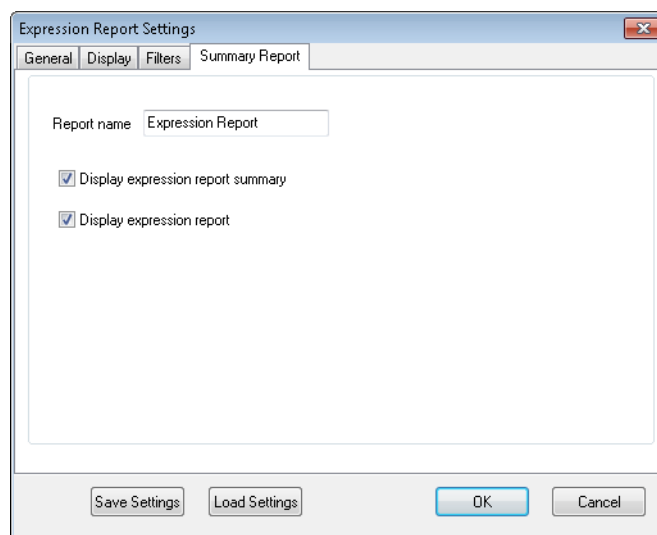 Expression Report Settings
General Display Filters Summary Report
Report name Expression Report
Display expression report summary
Display expression report
Save Settings Load Settings OK Cancel